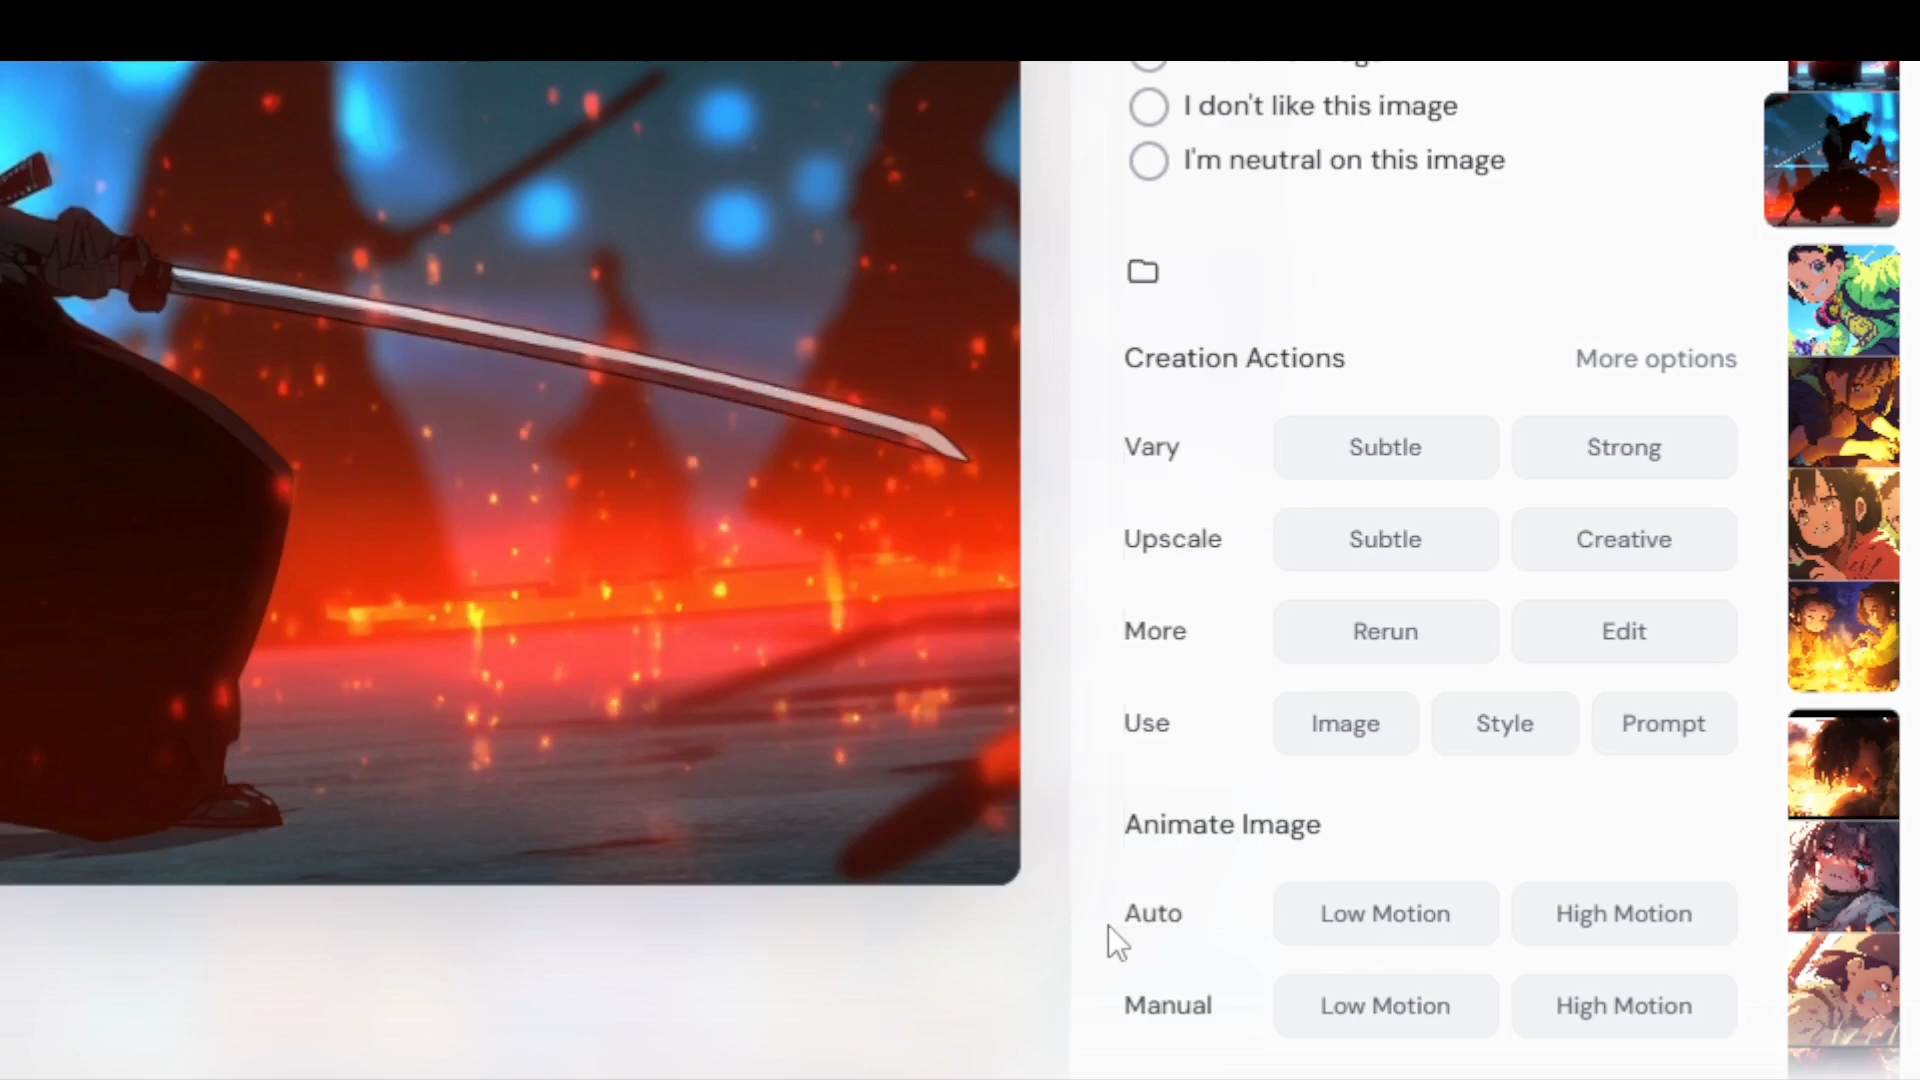 I don't like this image
I'm neutral on this image
Creation Actions More options
Vary Subtle Strong
Upscale Subtle Creative
More Rerun Edit
Use Image Style Prompt
Animate Image
Auto Low Motion High Motion
Manual Low Motion High Motion